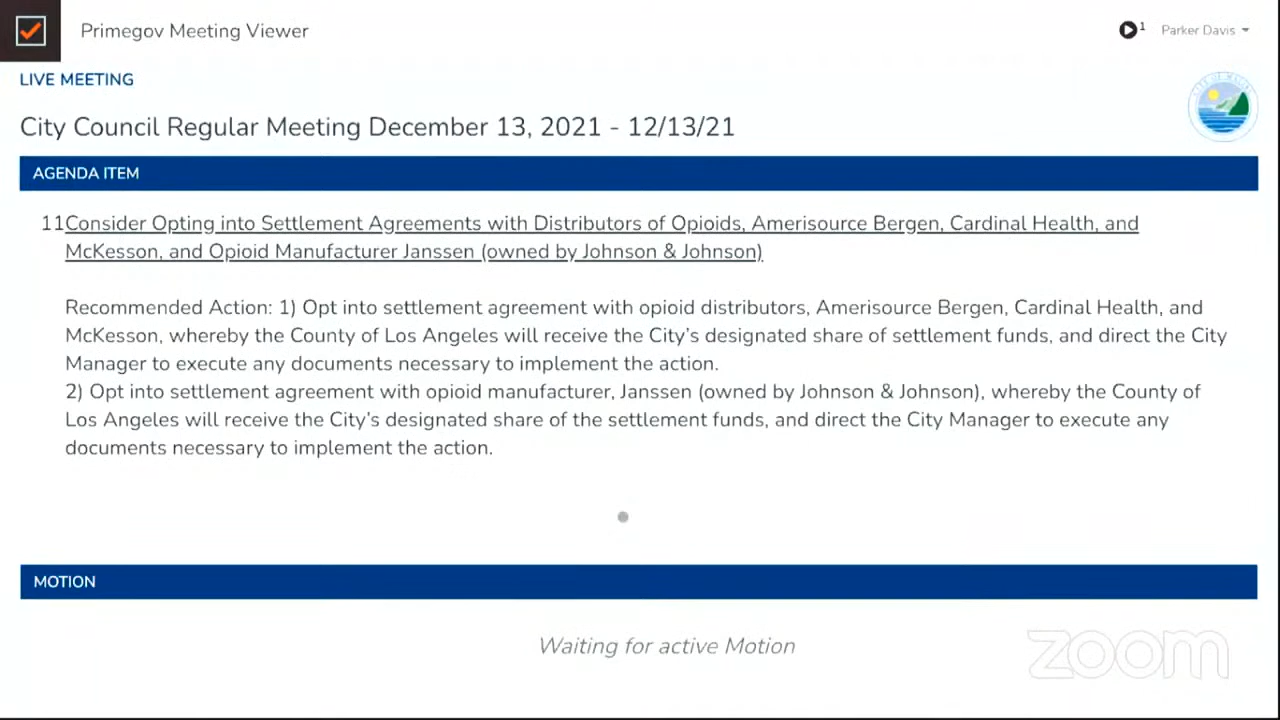 Primegov Meeting Viewer
1
Parker Davis
LIVE MEETING
City Council Regular Meeting December 13, 2021 - 12/13/21
AGENDA ITEM
11 Consider Opting into Settlement Agreements with Distributors of Opioids, Amerisource Bergen, Cardinal Health, and
McKesson, and Opioid Manufacturer Janssen (owned by Johnson & Johnson)
Recommended Action: 1) Opt into settlement agreement with opioid distributors, Amerisource Bergen, Cardinal Health, and
McKesson, whereby the County of Los Angeles will receive the City's designated share of settlement funds, and direct the City
Manager to execute any documents necessary to implement the action.
2) Opt into settlement agreement with opioid manufacturer, Janssen (owned by Johnson & Johnson), whereby the County of
Los Angeles will receive the City's designated share of the settlement funds, and direct the City Manager to execute any
documents necessary to implement the action.
MOTION
Waiting for active Motion
zoom